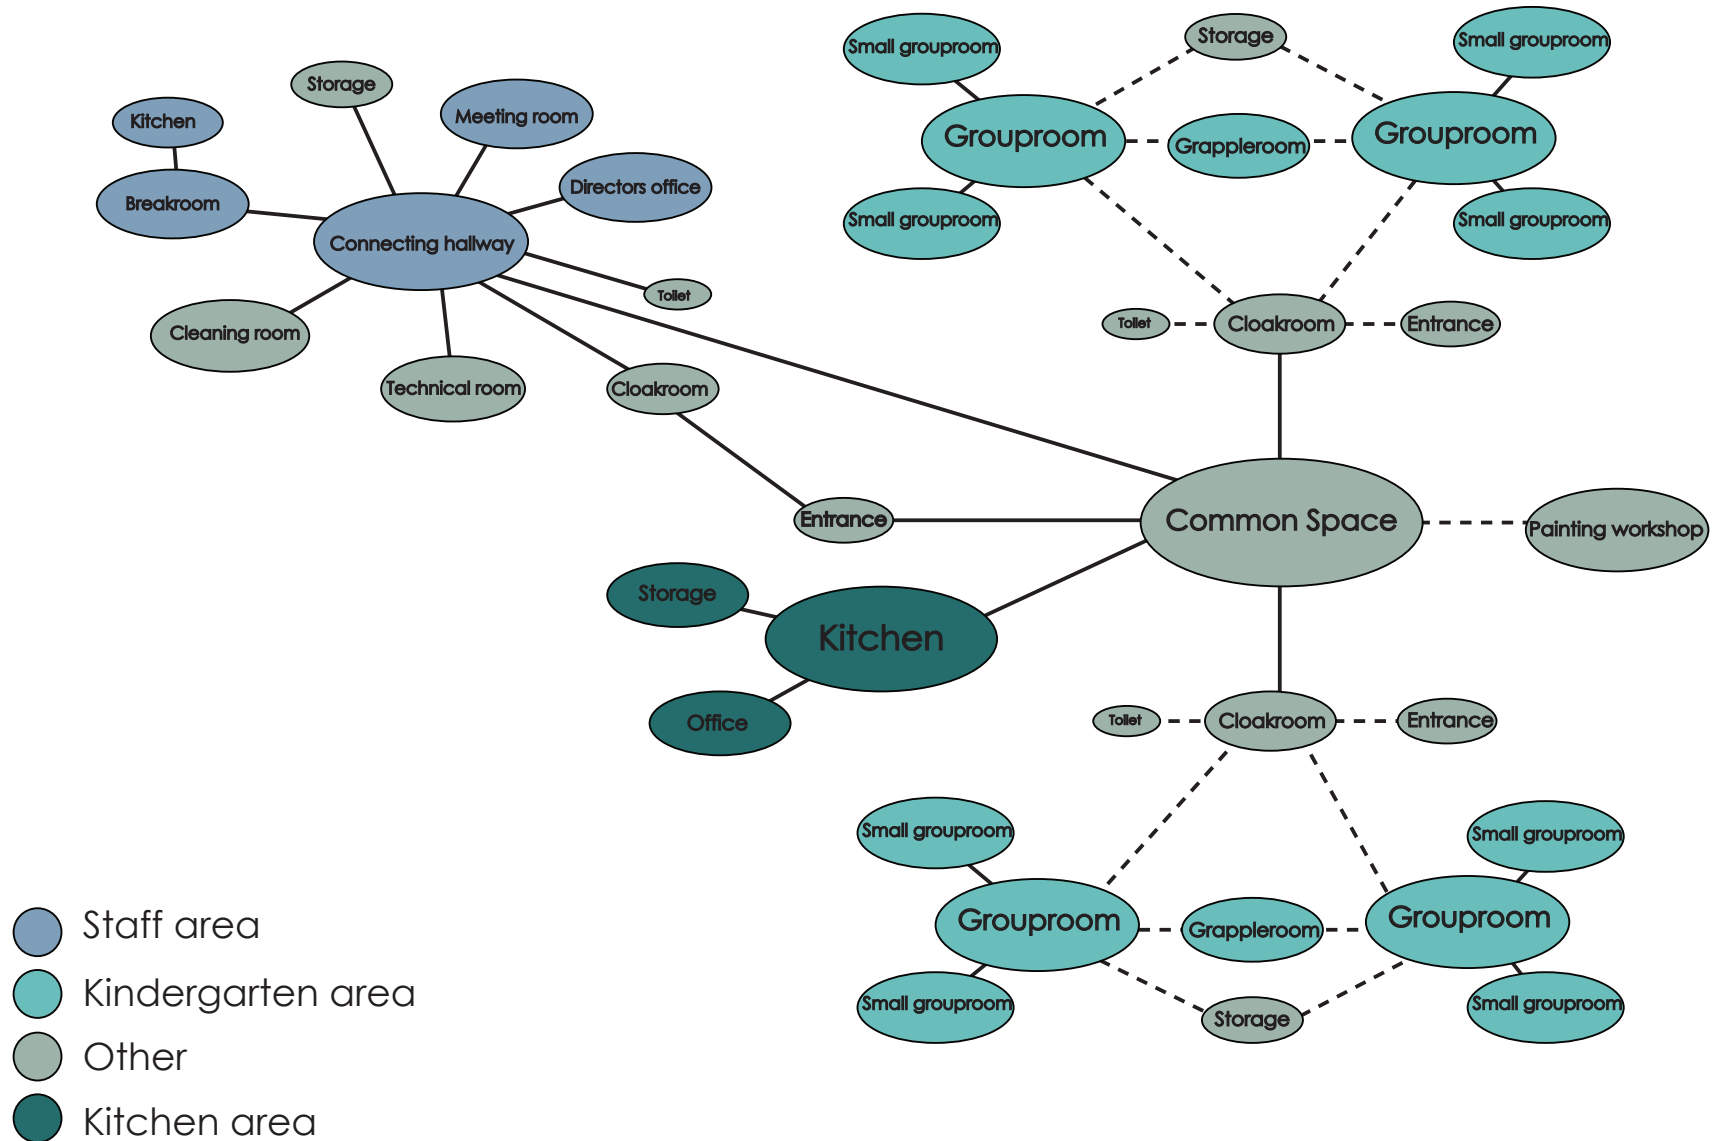 Storage
Kitchen
Meeting room
Breakroom
Directors office
Connecting hallway
Toilet
Cleaning room
Technical room
Cloakroom
Entrance
Small grouproom
Storage
Small grouproom
Grouproom
Grappleroom
Grouproom
Small grouproom
Small grouproom
Toilet
Cloakroom
Entrance
Common Space
Painting workshop
Storage
Kitchen
Office
Toilet
Cloakroom
Entrance
Small grouproom
Small grouproom
Grouproom
Grappleroom
Grouproom
Small grouproom
Small grouproom
Storage
Staff area
Kindergarten area
Other
Kitchen area